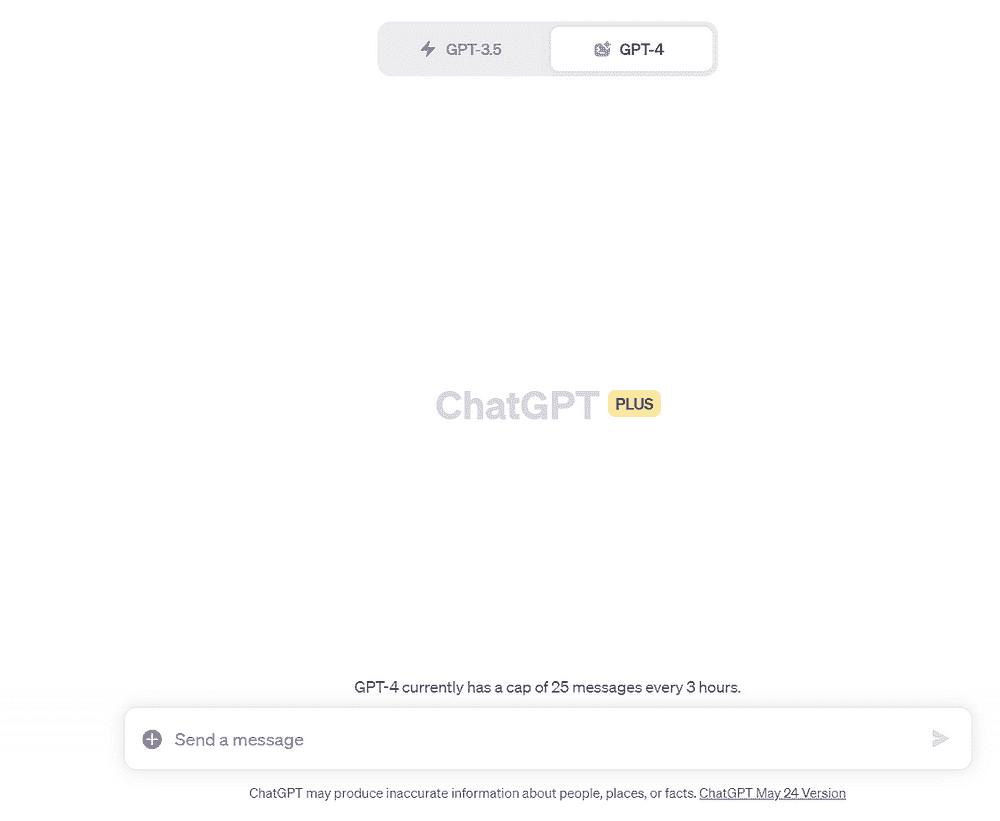 GPT-3.5 GPT-4
ChatGPT PLUS
GPT-4 currently has a cap of 25 messages every 3 hours.
Send a message
ChatGPT may produce inaccurate information about people, places, or facts. ChatGPT May 24 Version